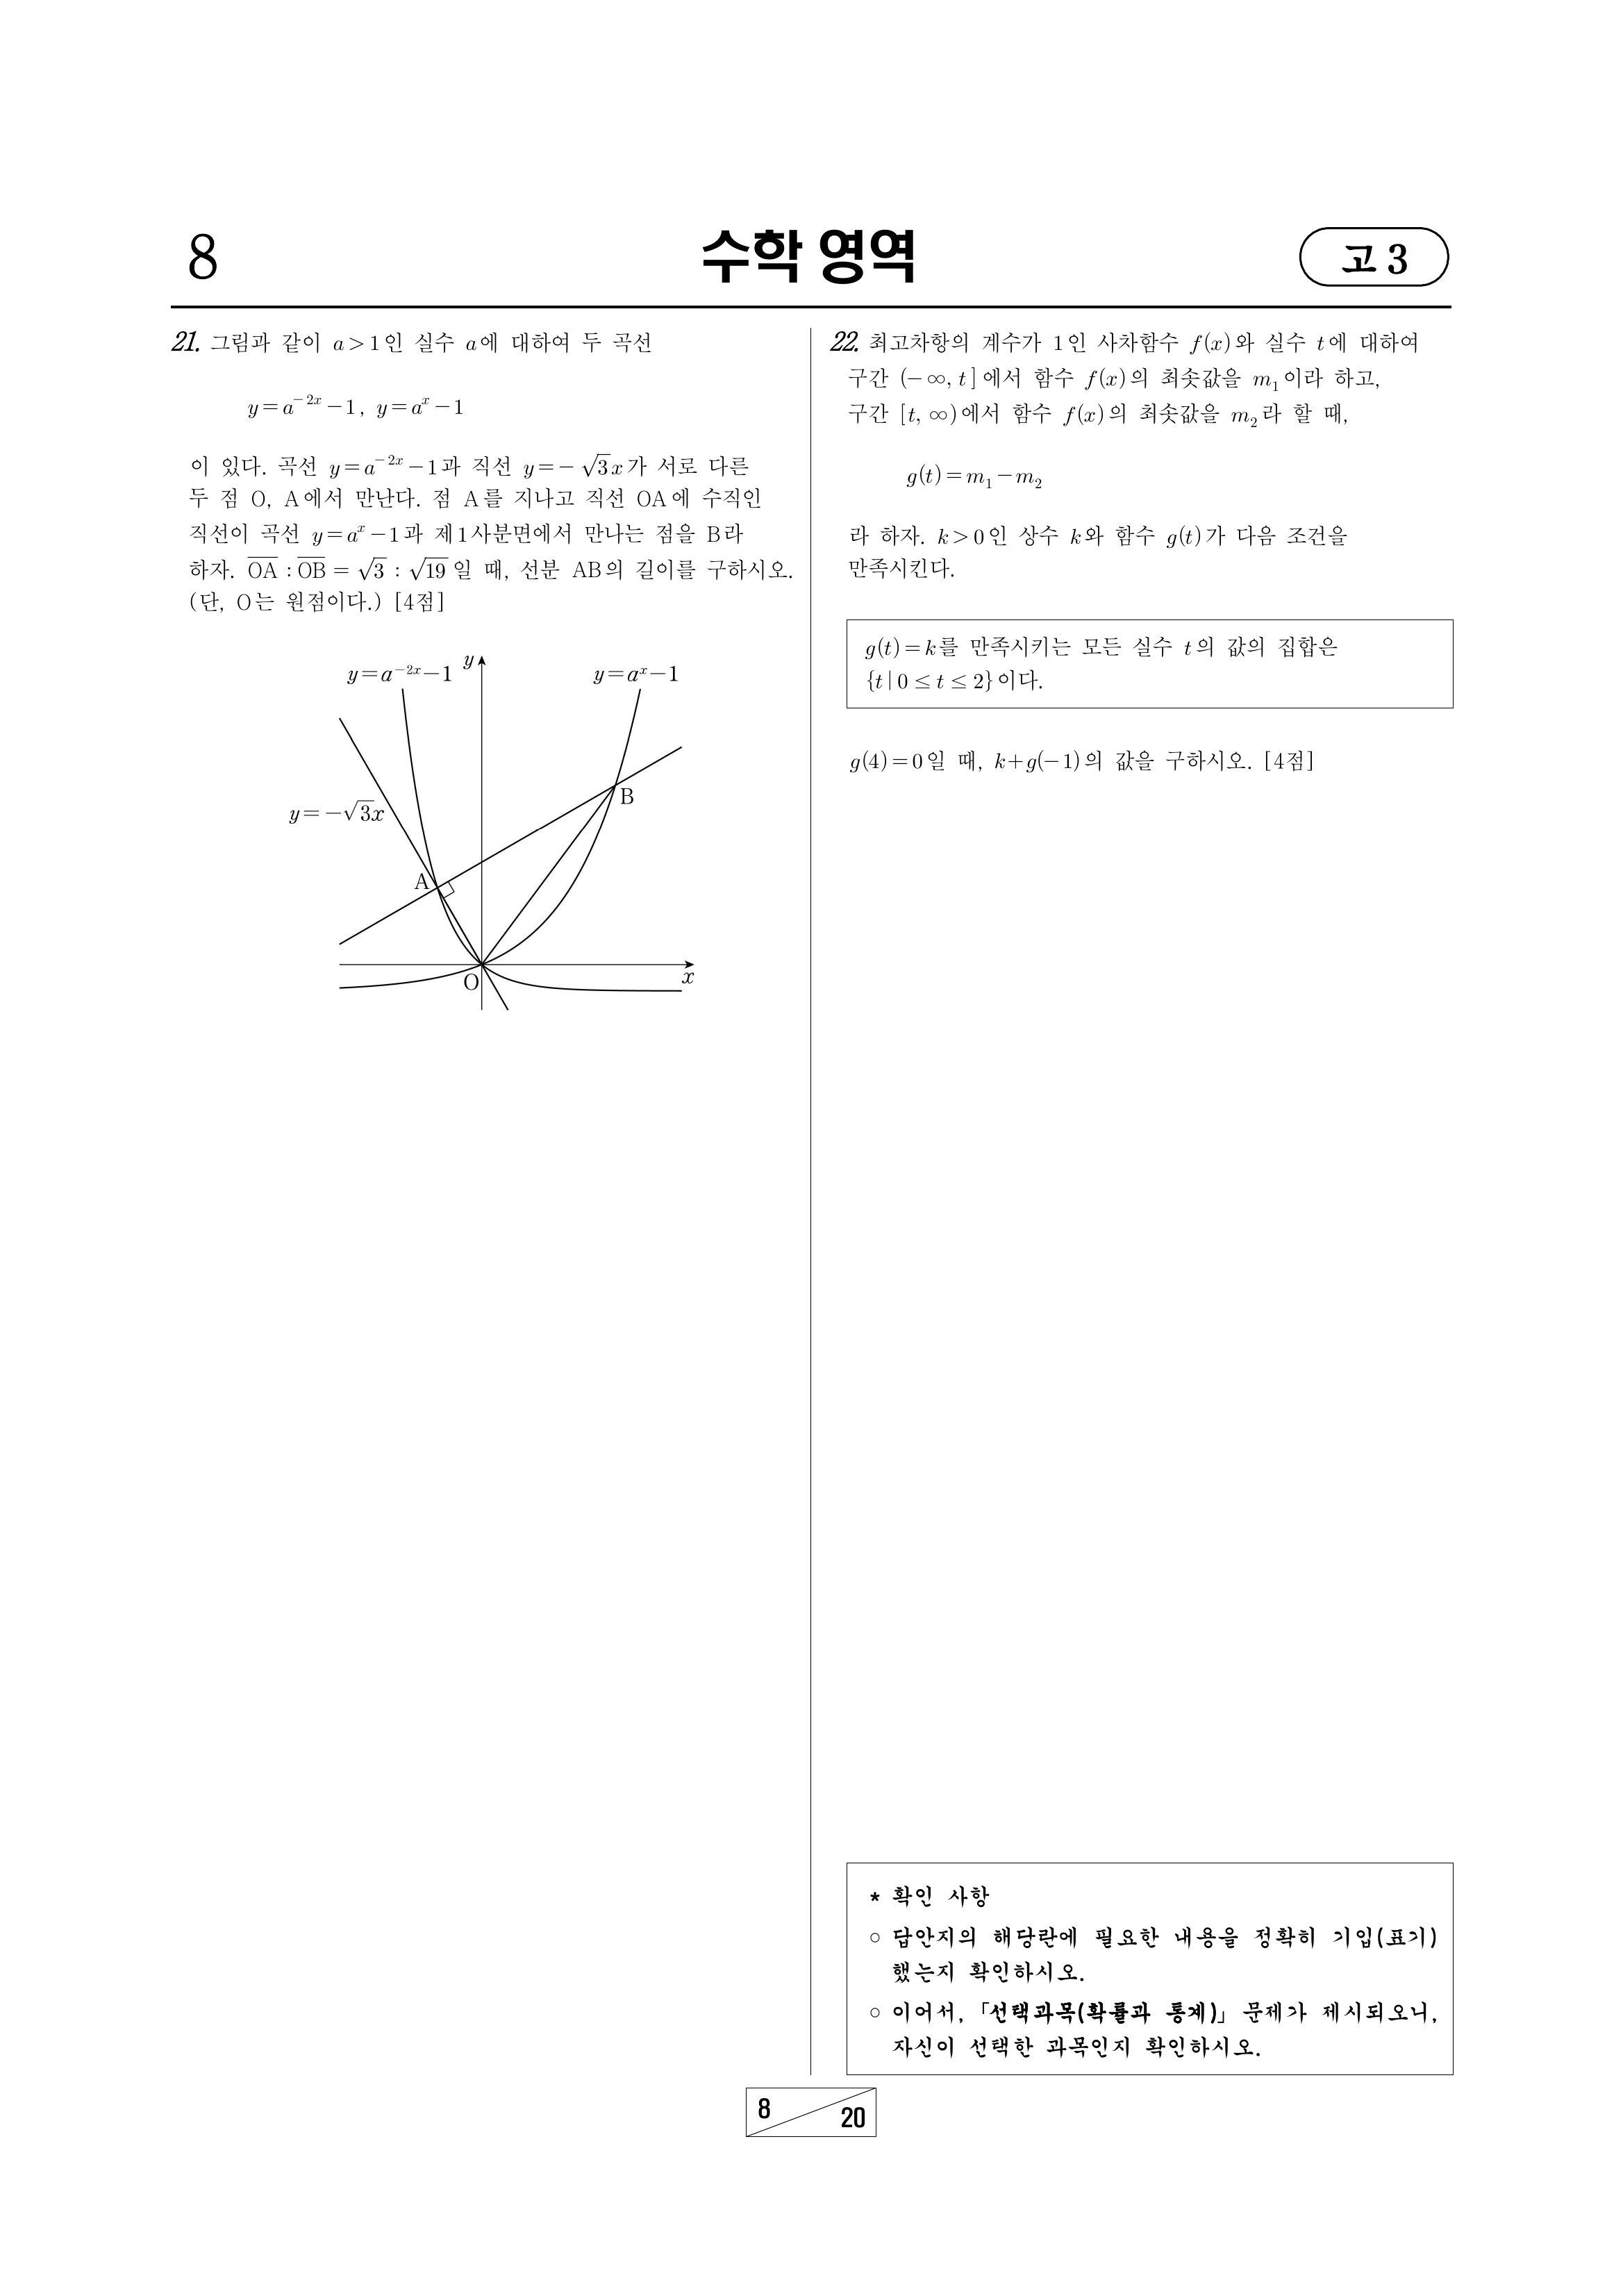 8
수학 영역
고 3
21. 그림과 같이 a > 1인 실수 a에 대하여 두 곡선
y = a^{-2x} - 1, y = a^x - 1
이 있다. 곡선 y = a^{-2x} - 1과 직선 y = -√3x가 서로 다른
두 점 O, A에서 만난다. 점 A를 지나고 직선 OA에 수직인
직선이 곡선 y = a^x - 1과 제1사분면에서 만나는 점을 B라
하자. \overline{OA} : \overline{OB} = √3 : √19 일 때, 선분 AB의 길이를 구하시오.
(단, O는 원점이다.) [4점]
y = a^{-2x} - 1
y
y = a^x - 1
B
y = -√3x
A
O
x
22. 최고차항의 계수가 1인 사차함수 f(x)와 실수 t에 대하여
구간 (-∞, t]에서 함수 f(x)의 최솟값을 m₁이라 하고,
구간 [t, ∞)에서 함수 f(x)의 최솟값을 m₂라 할 때,
g(t) = m₁ - m₂
라 하자. k > 0인 상수 k와 함수 g(t)가 다음 조건을
만족시킨다.
g(t) = k를 만족시키는 모든 실수 t의 값의 집합은
{t | 0 ≤ t ≤ 2}이다.
g(4) = 0일 때, k + g(-1)의 값을 구하시오. [4점]
* 확인 사항
○ 답안지의 해당란에 필요한 내용을 정확히 기입(표기)
했는지 확인하시오.
○ 이어서, 「선택과목(확률과 통계)」 문제가 제시되오니,
자신이 선택한 과목인지 확인하시오.
8
20